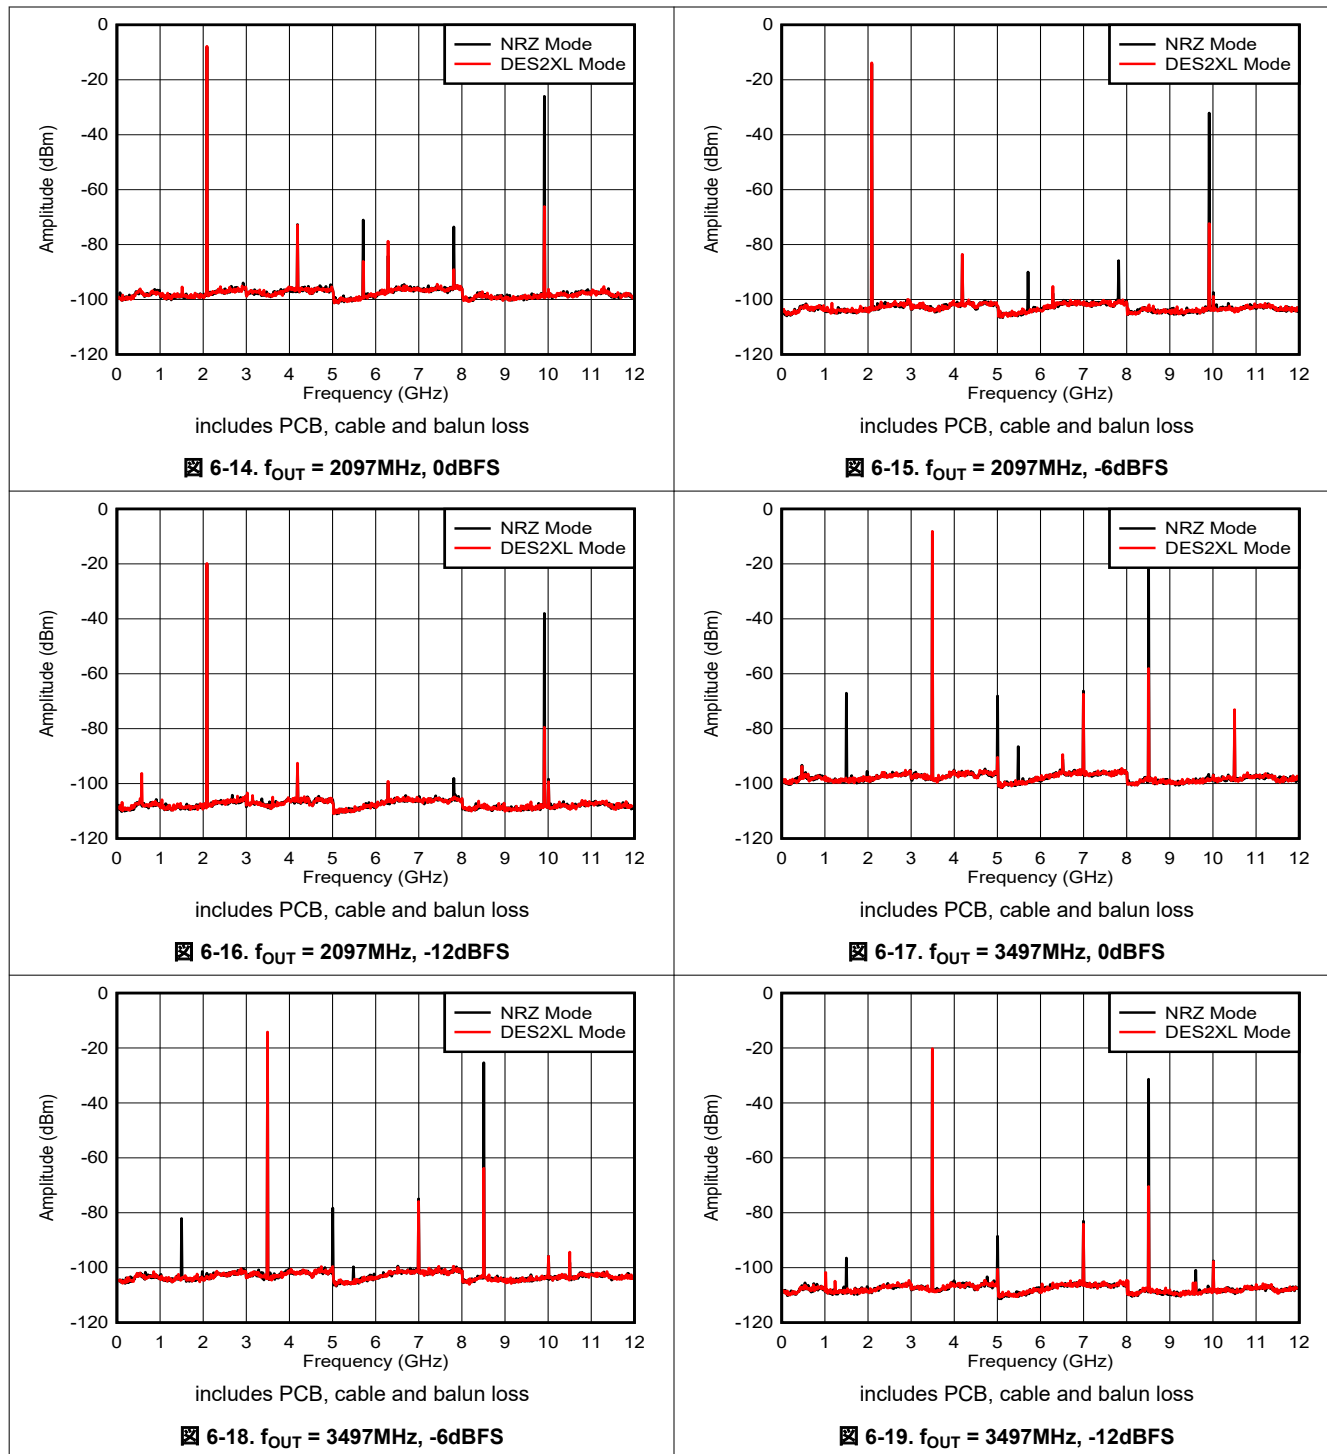 0
-20
-40
-60
-80
-100
-120
Amplitude (dBm)
NRZ Mode
DES2XL Mode
0 1 2 3 4 5 6 7 8 9 10 11 12
Frequency (GHz)
includes PCB, cable and balun loss
図 6-14. fOUT = 2097MHz, 0dBFS
0
-20
-40
-60
-80
-100
-120
Amplitude (dBm)
NRZ Mode
DES2XL Mode
0 1 2 3 4 5 6 7 8 9 10 11 12
Frequency (GHz)
includes PCB, cable and balun loss
図 6-15. fOUT = 2097MHz, -6dBFS
0
-20
-40
-60
-80
-100
-120
Amplitude (dBm)
NRZ Mode
DES2XL Mode
0 1 2 3 4 5 6 7 8 9 10 11 12
Frequency (GHz)
includes PCB, cable and balun loss
図 6-16. fOUT = 2097MHz, -12dBFS
0
-20
-40
-60
-80
-100
-120
Amplitude (dBm)
NRZ Mode
DES2XL Mode
0 1 2 3 4 5 6 7 8 9 10 11 12
Frequency (GHz)
includes PCB, cable and balun loss
図 6-17. fOUT = 3497MHz, 0dBFS
0
-20
-40
-60
-80
-100
-120
Amplitude (dBm)
NRZ Mode
DES2XL Mode
0 1 2 3 4 5 6 7 8 9 10 11 12
Frequency (GHz)
includes PCB, cable and balun loss
図 6-18. fOUT = 3497MHz, -6dBFS
0
-20
-40
-60
-80
-100
-120
Amplitude (dBm)
NRZ Mode
DES2XL Mode
0 1 2 3 4 5 6 7 8 9 10 11 12
Frequency (GHz)
includes PCB, cable and balun loss
図 6-19. fOUT = 3497MHz, -12dBFS